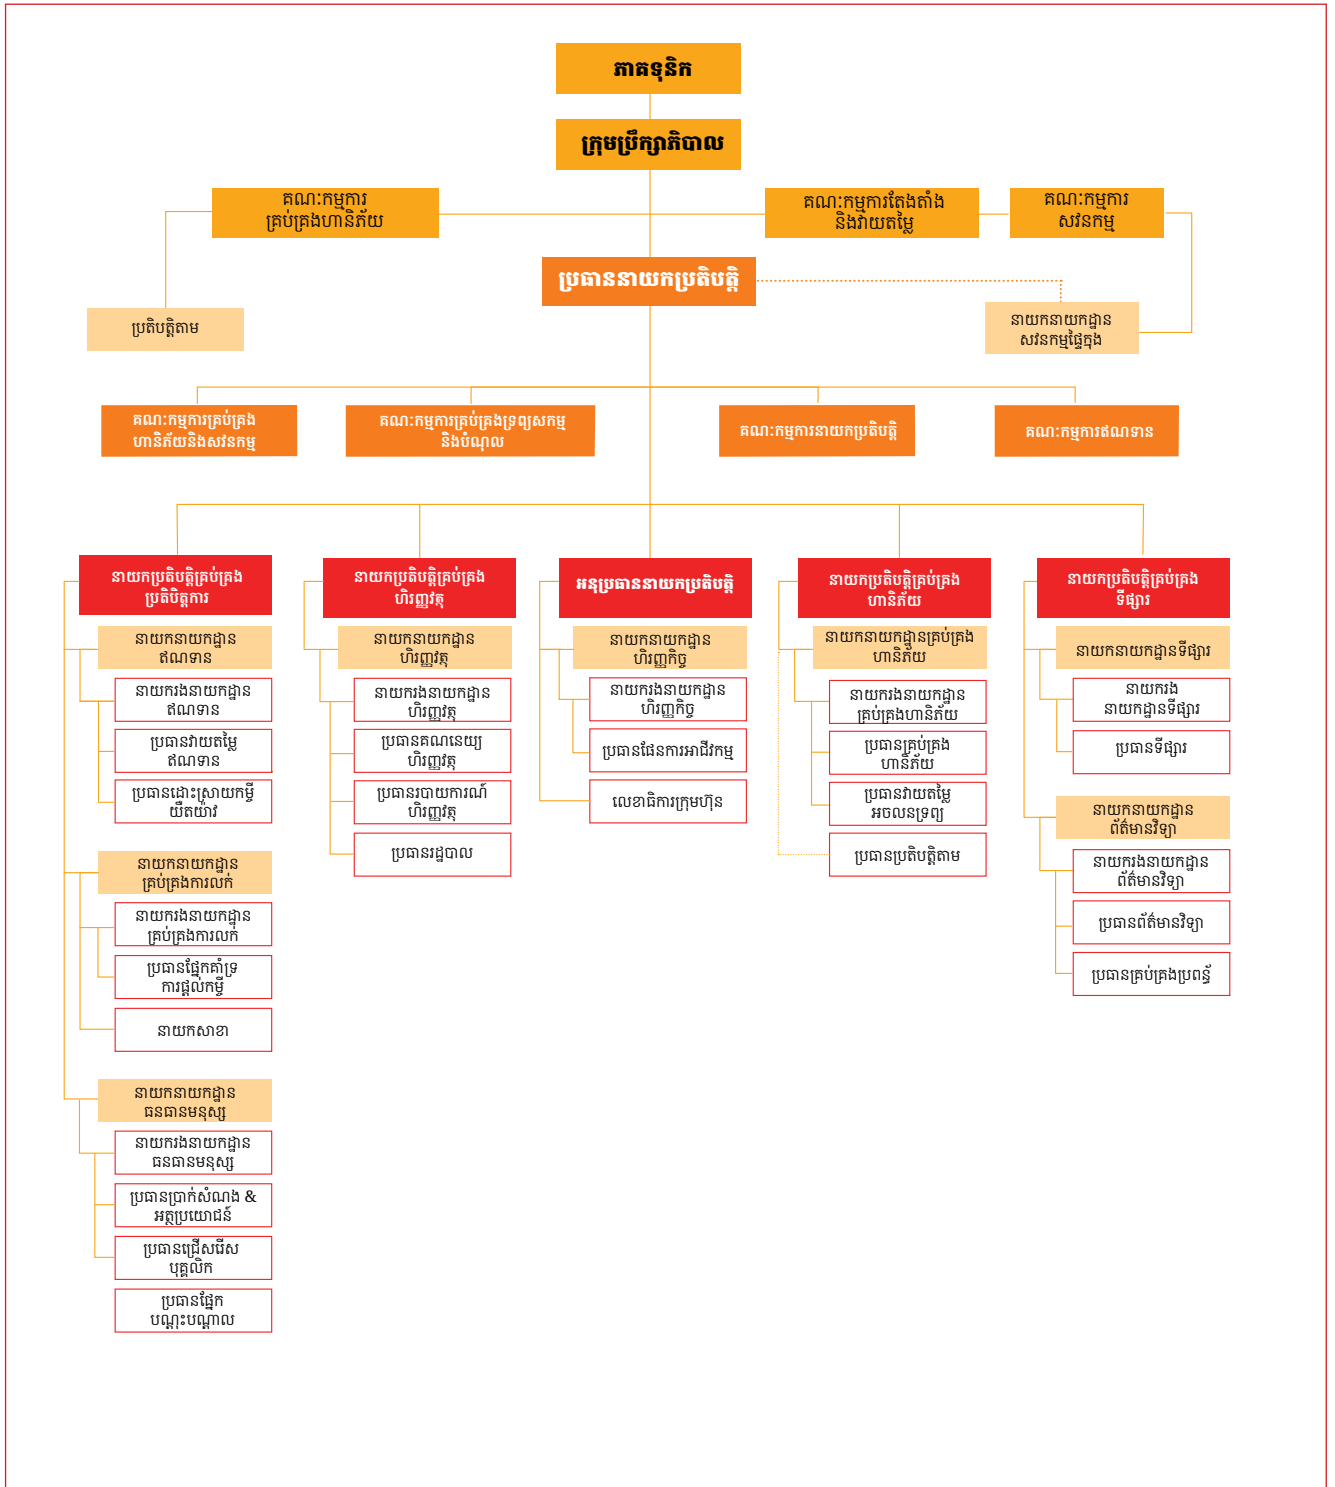 ភាគទុនិក
ក្រុមប្រឹក្សាភិបាល
គណៈកម្មការ
គ្រប់គ្រងហានិភ័យ
គណៈកម្មការតែងតាំង
និងវាយតម្លៃ
គណៈកម្មការ
សវនកម្ម
ប្រធាននាយកប្រតិបត្តិ
ប្រតិបត្តិតាម
នាយកនាយកដ្ឋាន
សវនកម្មផ្ទៃក្នុង
គណៈកម្មការគ្រប់គ្រង
ហានិភ័យនិងសវនកម្ម
គណៈកម្មការគ្រប់គ្រងទ្រព្យសកម្ម
និងបំណុល
គណៈកម្មការនាយកប្រតិបត្តិ
គណៈកម្មការឥណទាន
នាយកប្រតិបត្តិគ្រប់គ្រង
ប្រតិបិត្តការ
នាយកនាយកដ្ឋាន
ឥណទាន
នាយករងនាយកដ្ឋាន
ឥណទាន
ប្រធានវាយតម្លៃ
ឥណទាន
ប្រធានដោះស្រាយកម្ចី
យឺតយ៉ាវ
នាយកនាយកដ្ឋាន
គ្រប់គ្រងការលក់
នាយករងនាយកដ្ឋាន
គ្រប់គ្រងការលក់
ប្រធានផ្នែកគាំទ្រ
ការផ្តល់កម្ចី
នាយកសាខា
នាយកនាយកដ្ឋាន
ធនធានមនុស្ស
នាយករងនាយកដ្ឋាន
ធនធានមនុស្ស
ប្រធានប្រាក់សំណង &
អត្ថប្រយោជន៍
ប្រធានជ្រើសរើស
បុគ្គលិក
ប្រធានផ្នែក
បណ្តុះបណ្តាល
នាយកប្រតិបត្តិគ្រប់គ្រង
ហិរញ្ញវត្ថុ
នាយកនាយកដ្ឋាន
ហិរញ្ញវត្ថុ
នាយករងនាយកដ្ឋាន
ហិរញ្ញវត្ថុ
ប្រធានគណនេយ្យ
ហិរញ្ញវត្ថុ
ប្រធានរបាយការណ៍
ហិរញ្ញវត្ថុ
ប្រធានរដ្ឋបាល
អនុប្រធាននាយកប្រតិបត្តិ
នាយកនាយកដ្ឋាន
ហិរញ្ញកិច្ច
នាយករងនាយកដ្ឋាន
ហិរញ្ញកិច្ច
ប្រធានផែនការអាជីវកម្ម
លេខាធិការក្រុមហ៊ុន
នាយកប្រតិបត្តិគ្រប់គ្រង
ហានិភ័យ
នាយកនាយកដ្ឋានគ្រប់គ្រង
ហានិភ័យ
នាយករងនាយកដ្ឋាន
គ្រប់គ្រងហានិភ័យ
ប្រធានគ្រប់គ្រង
ហានិភ័យ
ប្រធានវាយតម្លៃ
អចលនទ្រព្យ
ប្រធានប្រតិបត្តិតាម
នាយកប្រតិបត្តិគ្រប់គ្រង
ទីផ្សារ
នាយកនាយកដ្ឋានទីផ្សារ
នាយករង
នាយកដ្ឋានទីផ្សារ
ប្រធានទីផ្សារ
នាយកនាយកដ្ឋាន
ព័ត៌មានវិទ្យា
នាយករងនាយកដ្ឋាន
ព័ត៌មានវិទ្យា
ប្រធានព័ត៌មានវិទ្យា
ប្រធានគ្រប់គ្រងប្រពន្ធ័